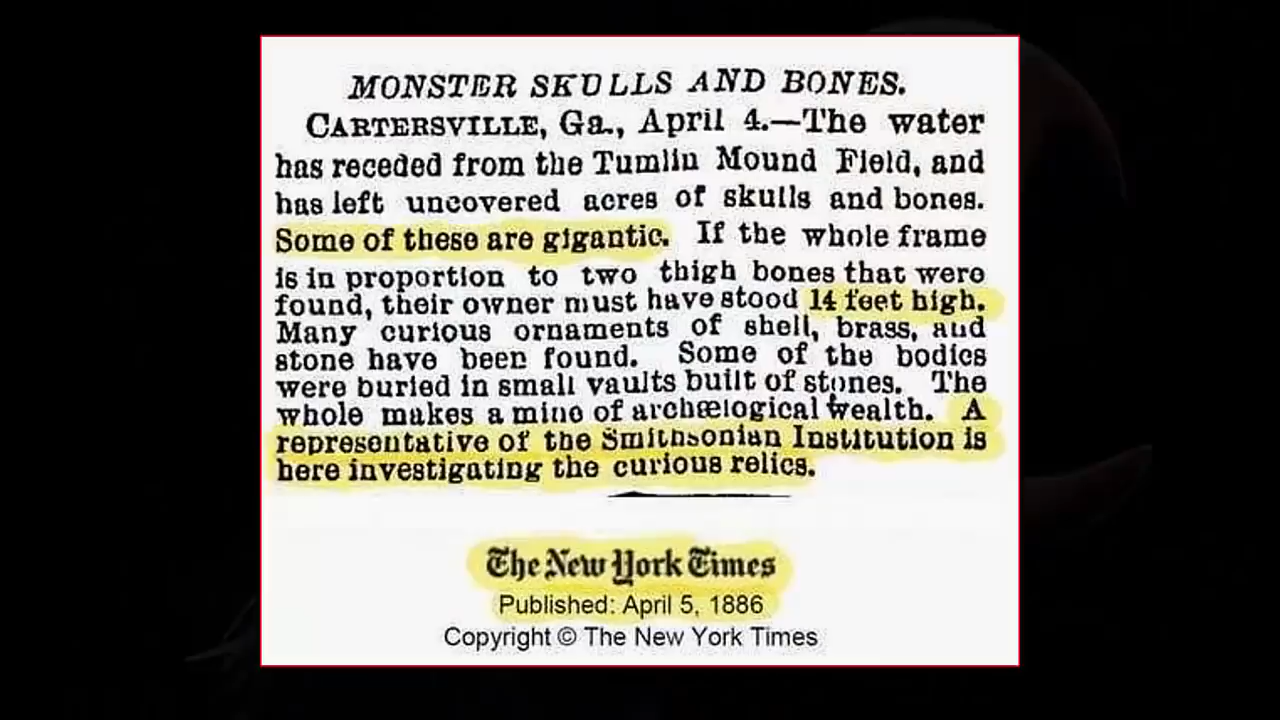 MONSTER SKULLS AND BONES.
CARTERSVILLE, Ga., April 4.—The water
has receded from the Tumlin Mound Field, and
has left uncovered acres of skulls and bones.
Some of these are gigantic. If the whole frame
is in proportion to two thigh bones that were
found, their owner must have stood 14 feet high.
Many curious ornaments of shell, brass, and
stone have been found. Some of the bodies
were buried in small vaults built of stones. The
whole makes a mine of archælogical wealth. A
representative of the Smithsonian Institution is
here investigating the curious relics.
The New York Times
Published: April 5, 1886
Copyright © The New York Times